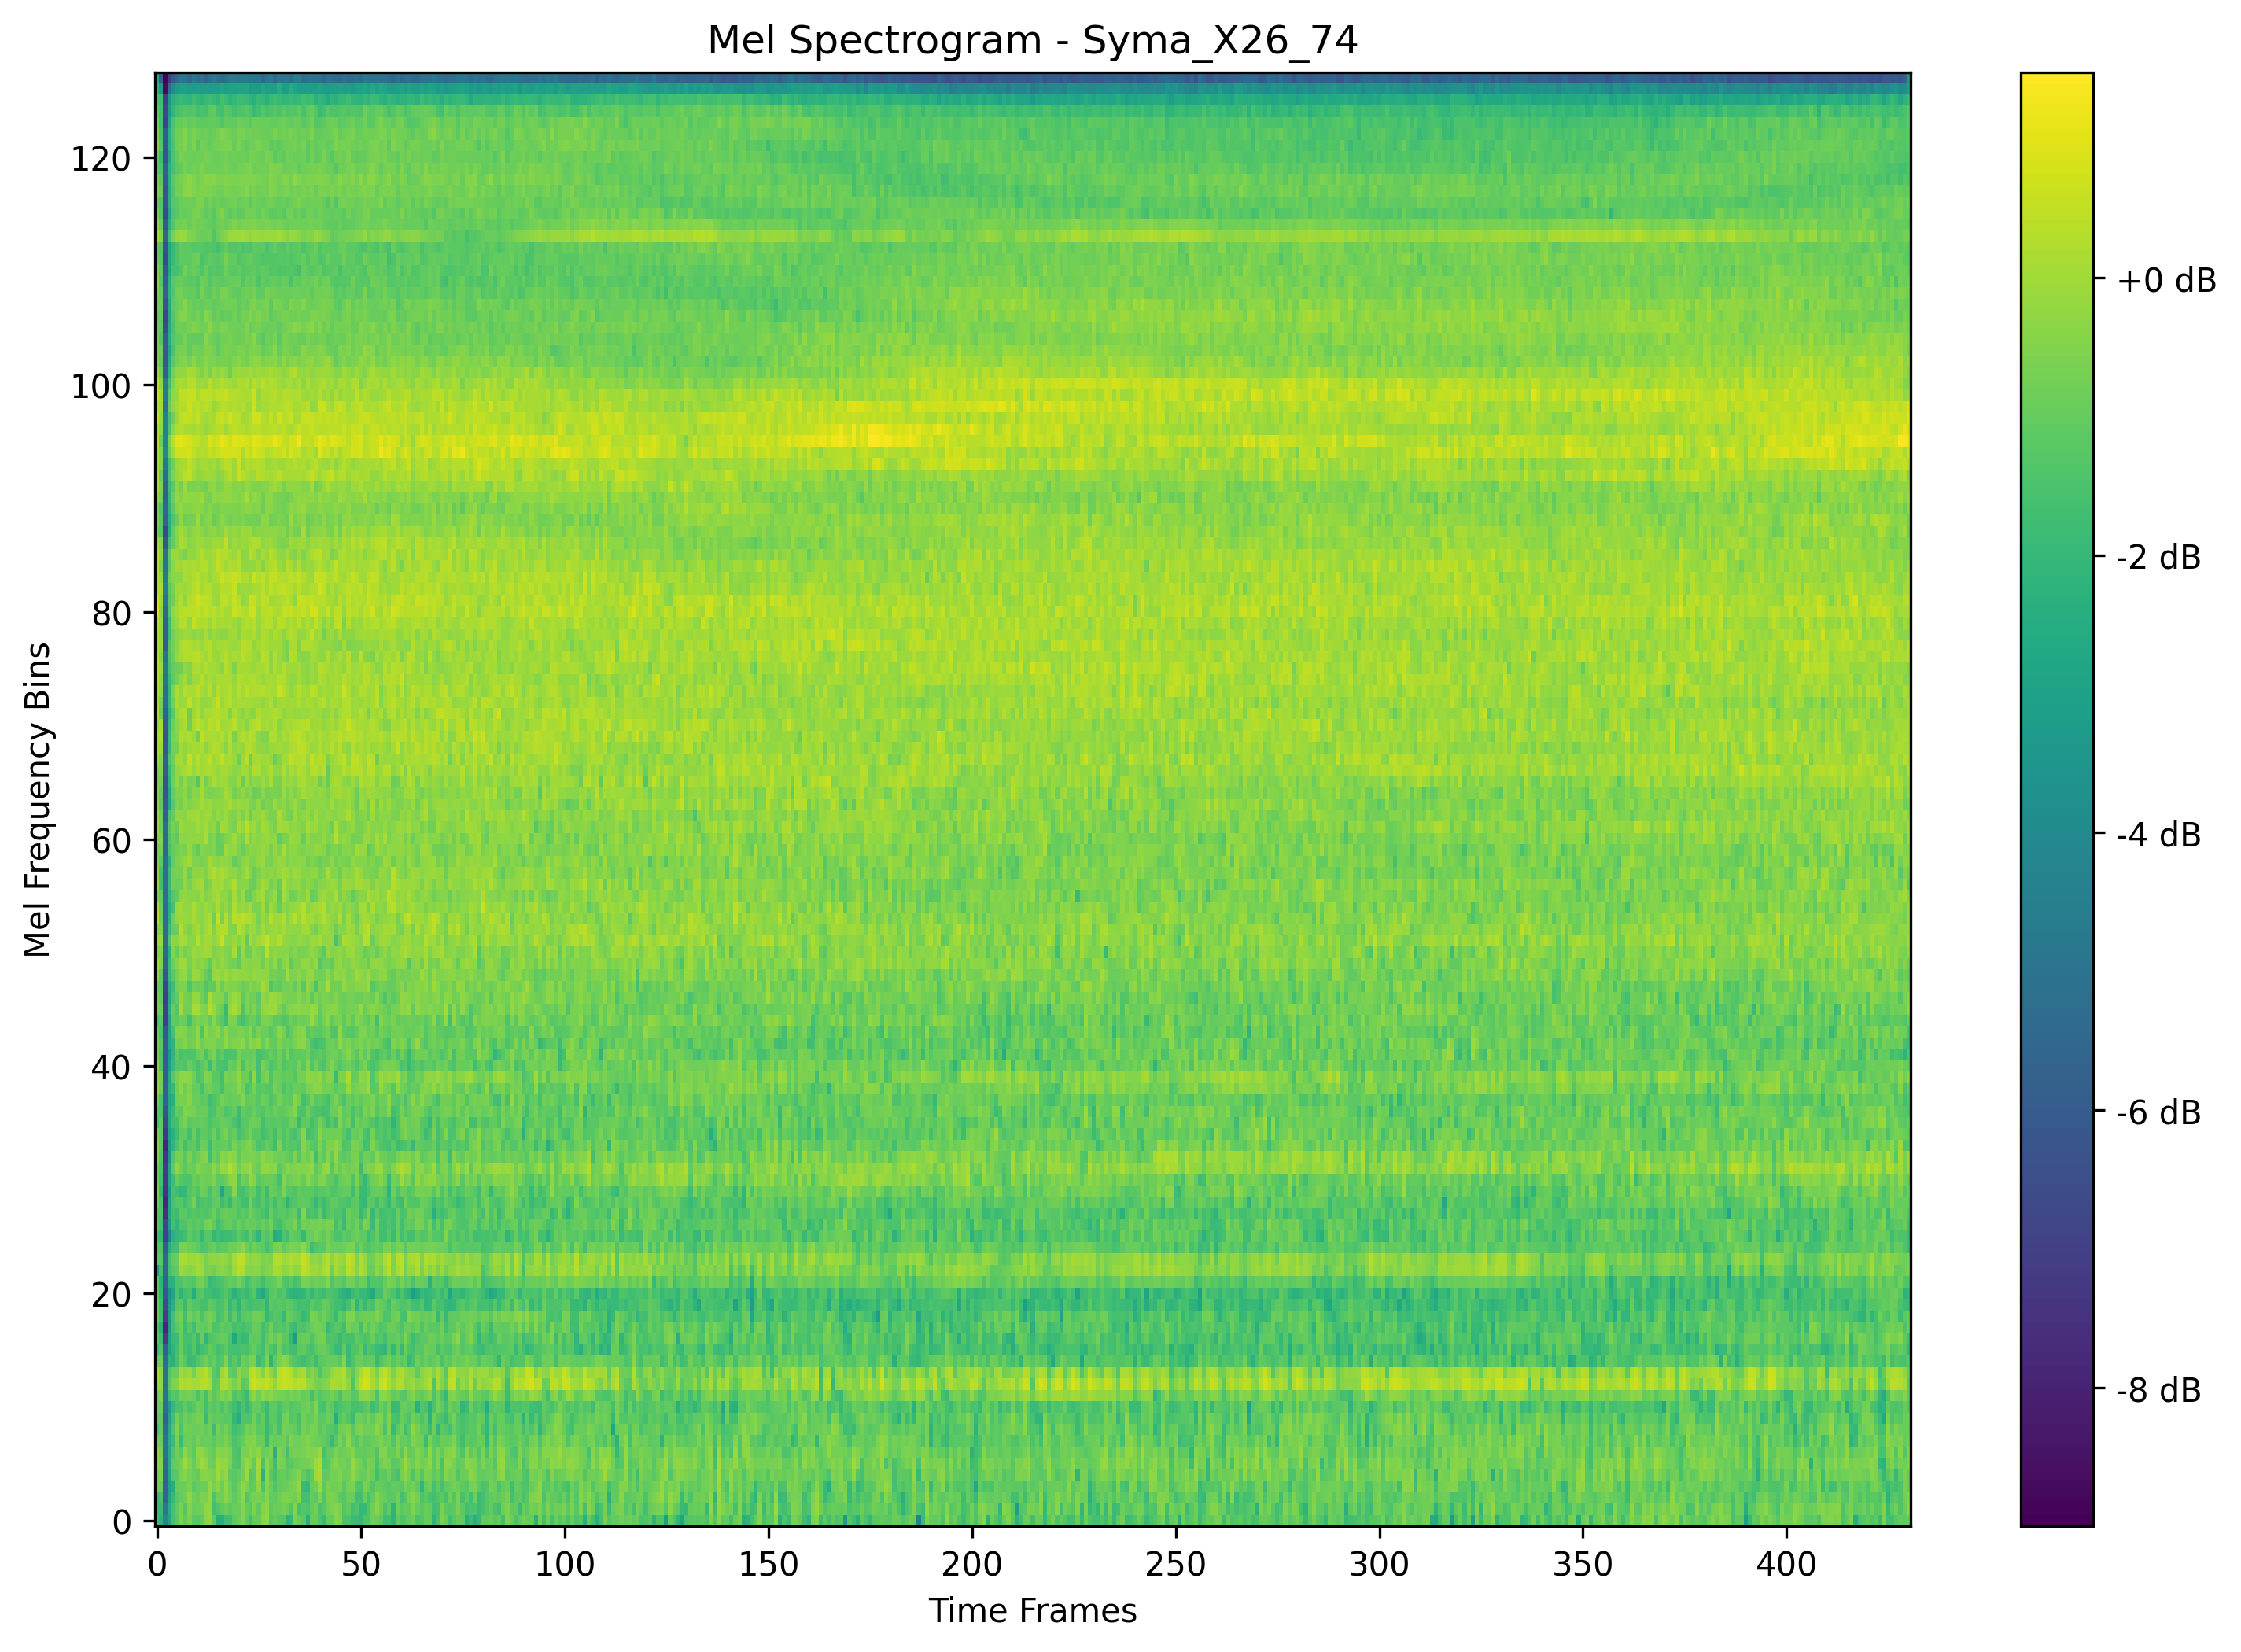 Mel Spectrogram - Syma_X26_74
Mel Frequency Bins
120
100
80
60
40
20
0
0 50 100 150 200 250 300 350 400
Time Frames
+0 dB
-2 dB
-4 dB
-6 dB
-8 dB